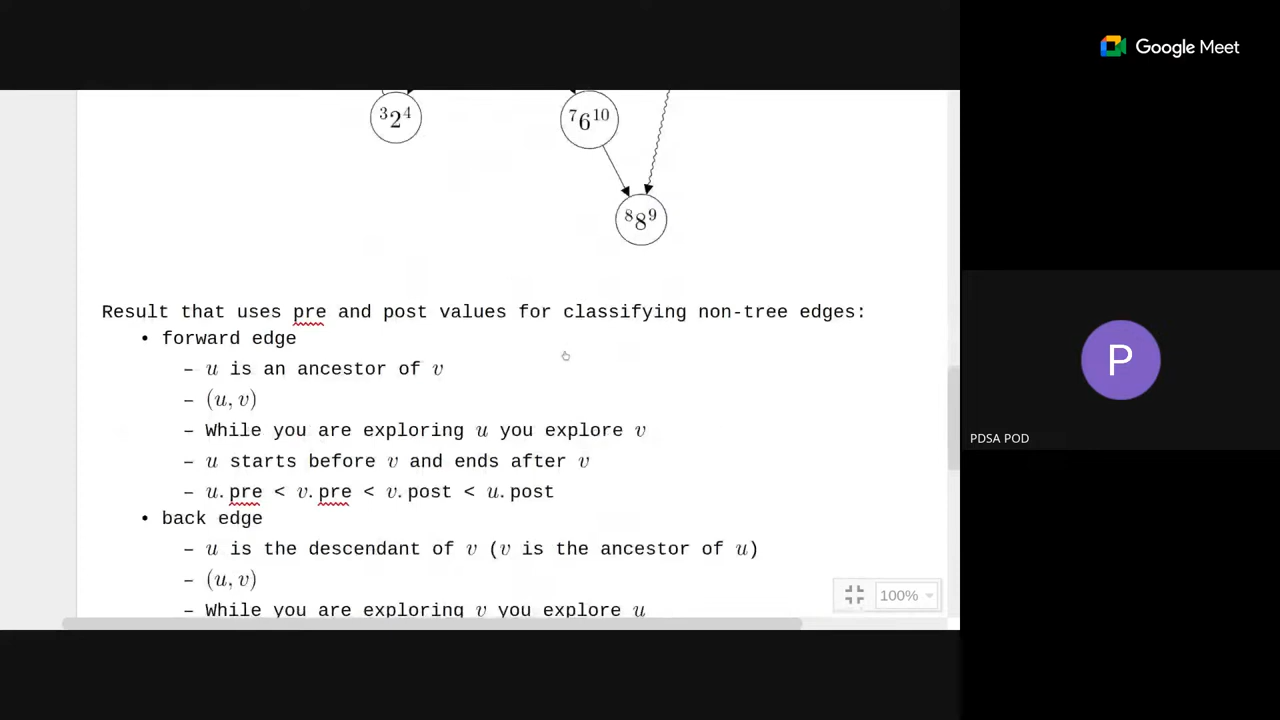 Google Meet
³2⁴
⁷6¹⁰
⁸8⁹
Result that uses pre and post values for classifying non-tree edges:
• forward edge
– u is an ancestor of v
– (u, v)
– While you are exploring u you explore v
– u starts before v and ends after v
– u.pre < v.pre < v.post < u.post
• back edge
– u is the descendant of v (v is the ancestor of u)
– (u, v)
– While you are exploring v you explore u
100%
P
PDSA POD